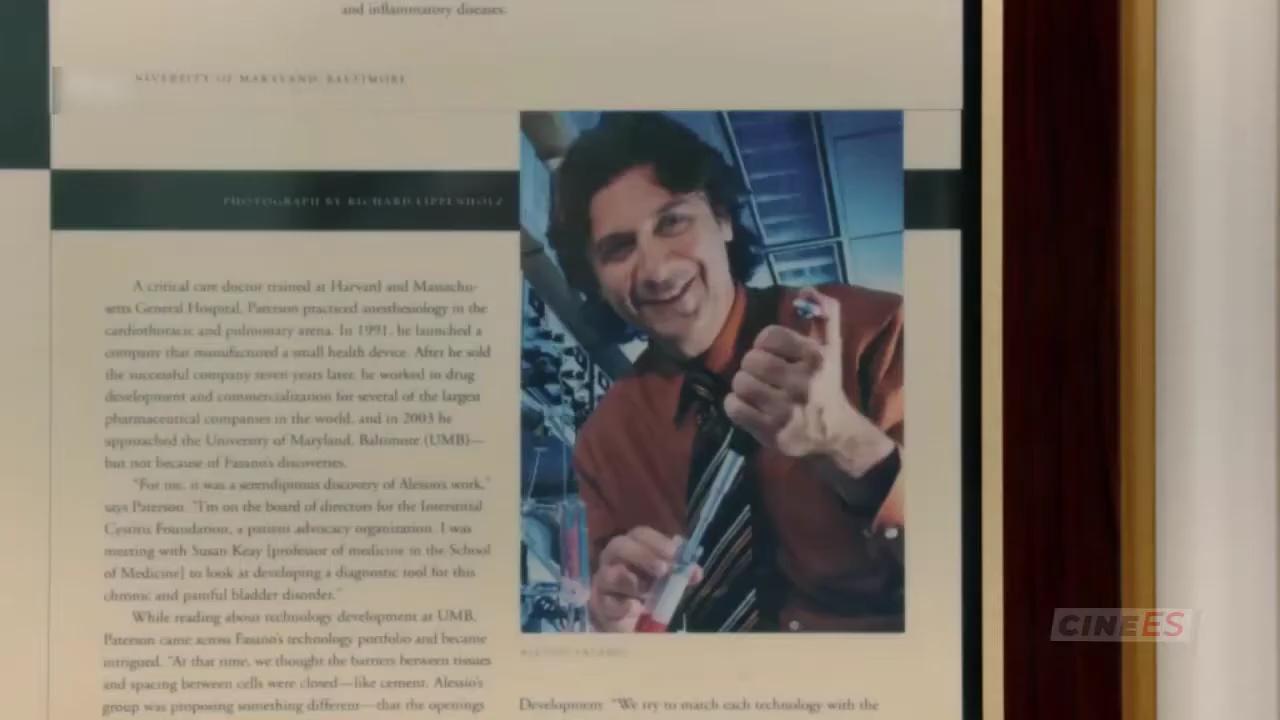 and inflammatory diseases.
UNIVERSITY OF MARYLAND, BALTIMORE
PHOTOGRAPH BY RICHARD LIPPENHOLZ
A critical care doctor trained at Harvard and Massachu-
setts General Hospital, Paterson practiced anesthesiology in the
cardiothoracic and pulmonary arena. In 1991, he launched a
company that manufactured a small health device. After he sold
the successful company seven years later, he worked in drug
development and commercialization for several of the largest
pharmaceutical companies in the world, and in 2003 he
approached the University of Maryland, Baltimore (UMB)—
but not because of Fasano's discoveries.
"For me, it was a serendipitous discovery of Alessio's work,"
says Paterson. "I'm on the board of directors for the Interstitial
Cystitis Foundation, a patient advocacy organization. I was
meeting with Susan Keay [professor of medicine in the School
of Medicine] to look at developing a diagnostic tool for this
chronic and painful bladder disorder."
While reading about technology development at UMB,
Paterson came across Fasano's technology portfolio and became
intrigued. "At that time, we thought the barriers between tissues
and spacing between cells were closed—like cement. Alessio's
group was proposing something different—that the openings
Development. "We try to match each technology with the
CINEES